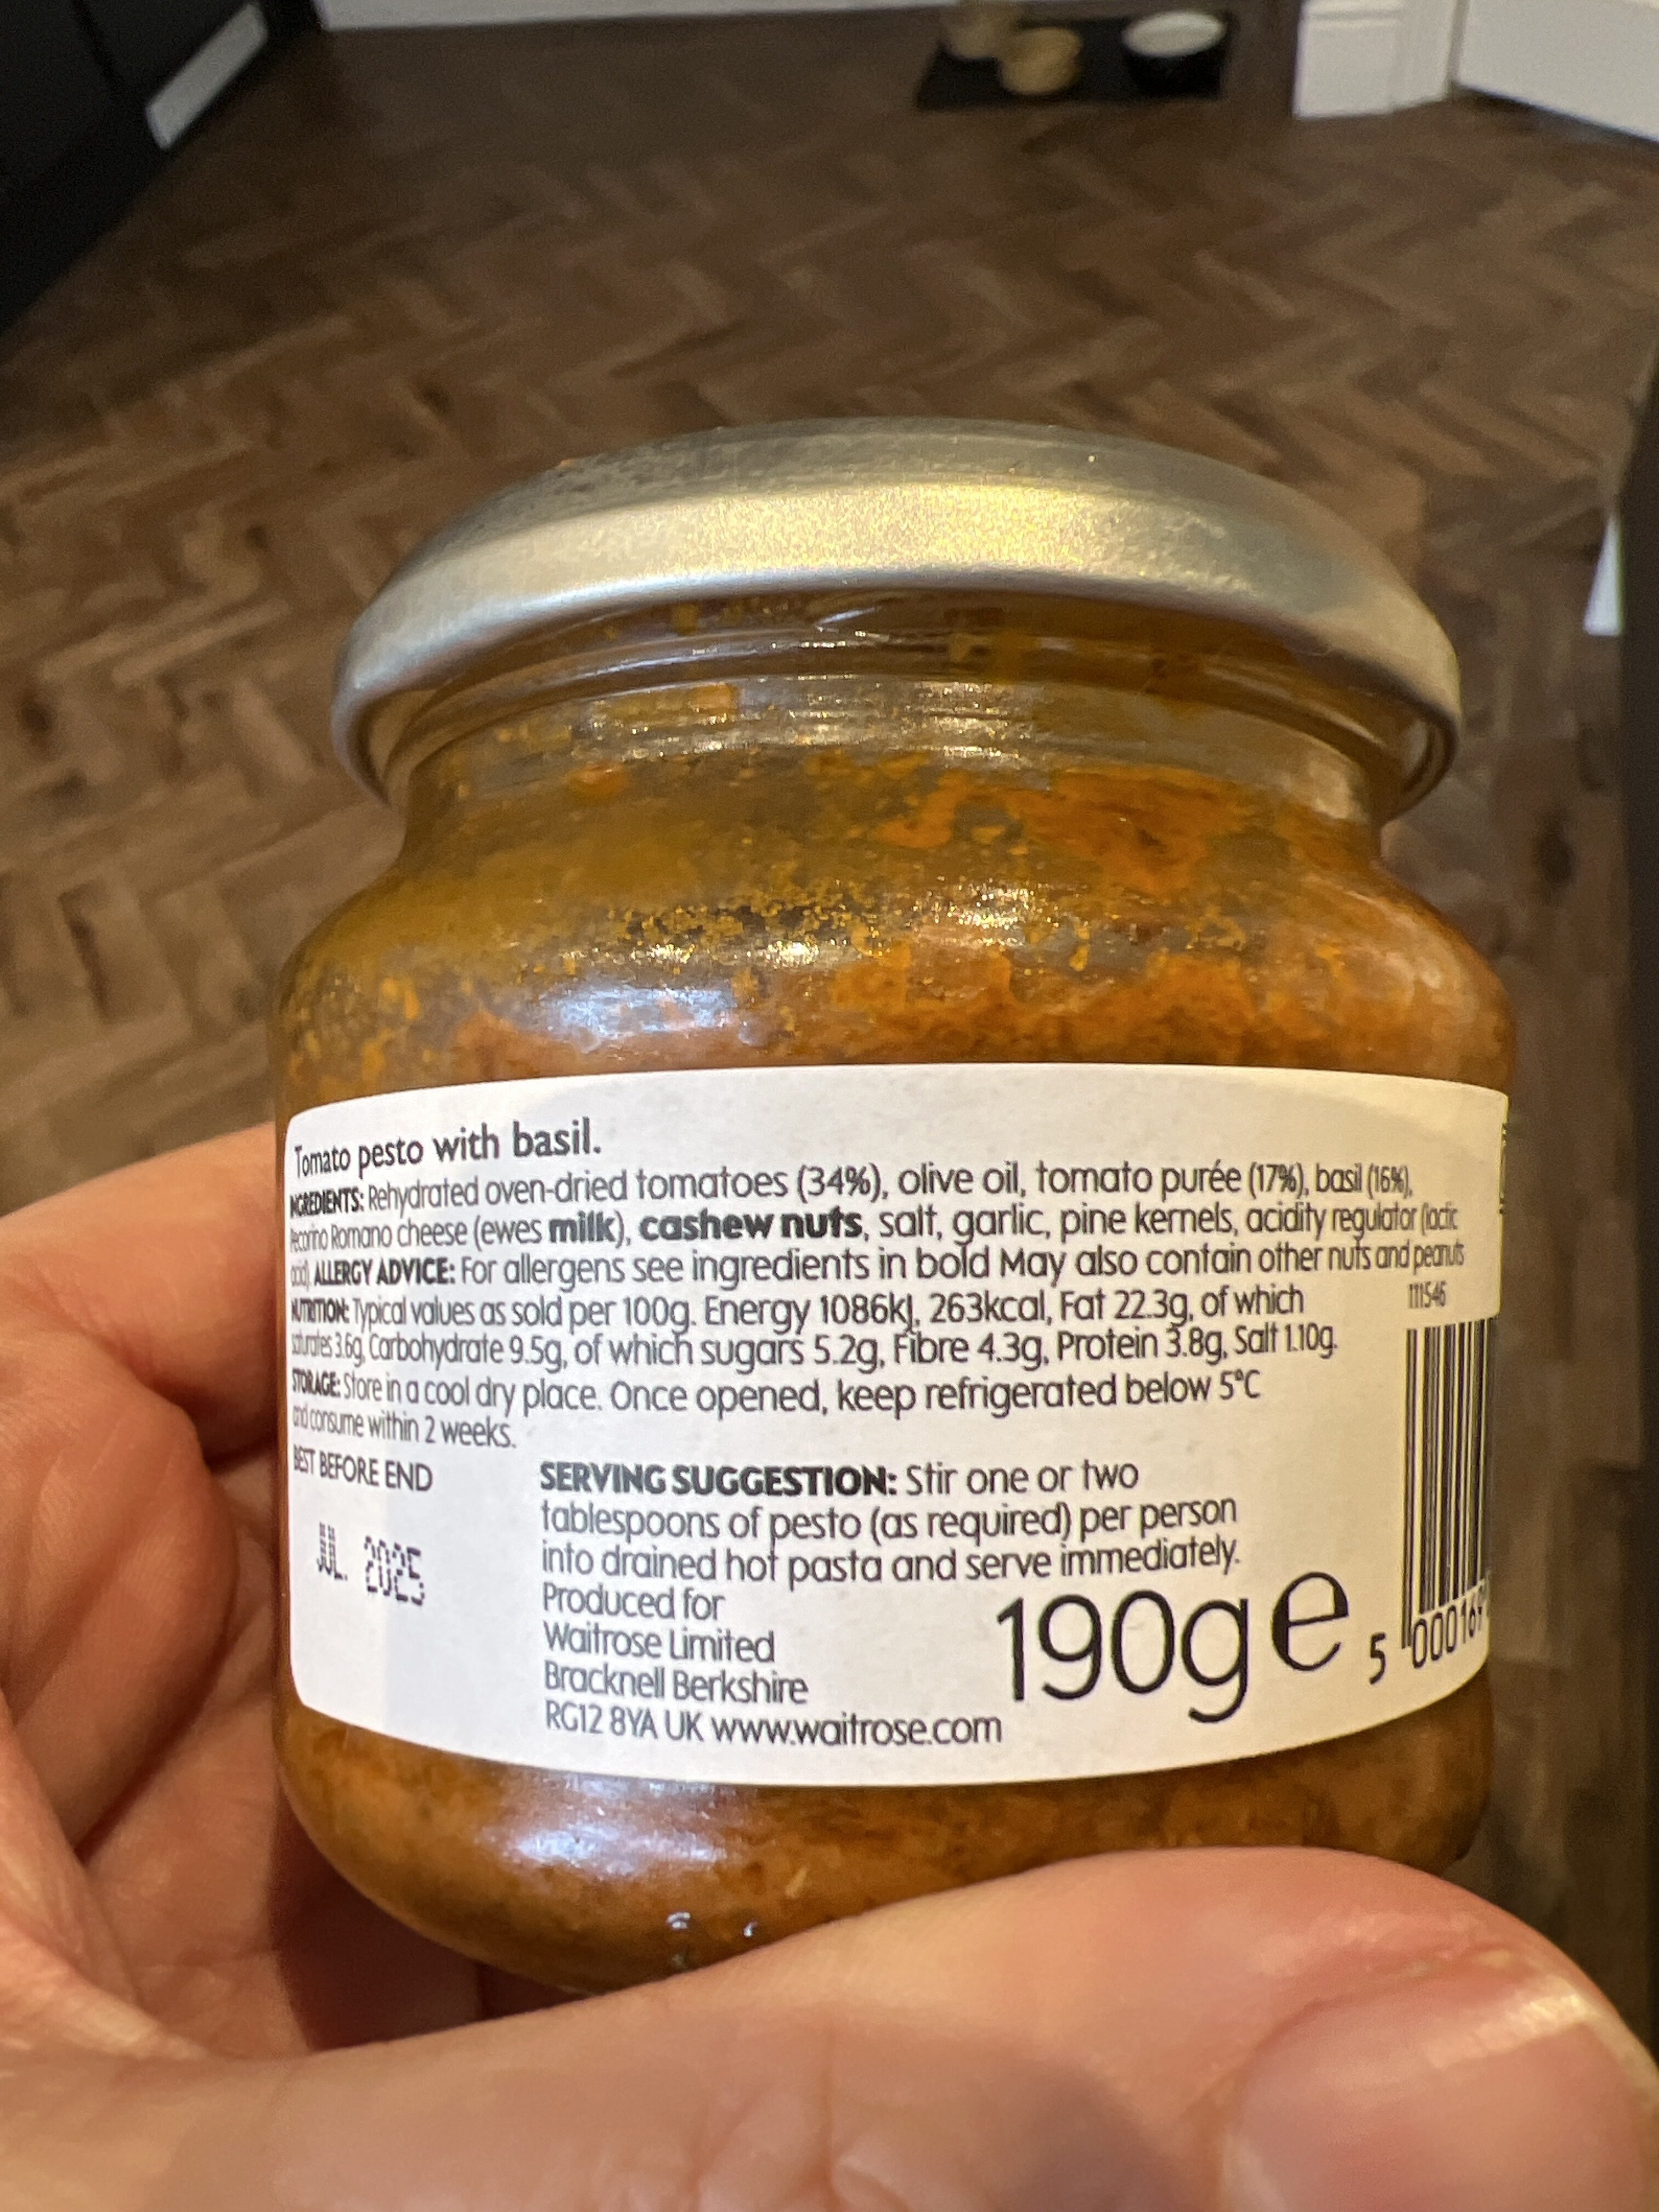 Tomato pesto with basil.
INGREDIENTS: Rehydrated oven-dried tomatoes (34%), olive oil, tomato purée (17%), basil (16%),
Pecorino Romano cheese (ewes milk), cashew nuts, salt, garlic, pine kernels, acidity regulator (lactic
acid) ALLERGY ADVICE: For allergens see ingredients in bold May also contain other nuts and peanuts
NUTRITION: Typical values as sold per 100g. Energy 1086kJ, 263kcal, Fat 22.3g, of which
saturates 3.6g, Carbohydrate 9.5g, of which sugars 5.2g, Fibre 4.3g, Protein 3.8g, Salt 1.10g.
111546
STORAGE: Store in a cool dry place. Once opened, keep refrigerated below 5°C
and consume within 2 weeks.
BEST BEFORE END
JUL. 2025
SERVING SUGGESTION: Stir one or two
tablespoons of pesto (as required) per person
into drained hot pasta and serve immediately.
Produced for
Waitrose Limited
Bracknell Berkshire
RG12 8YA UK www.waitrose.com
190g e
5 000169